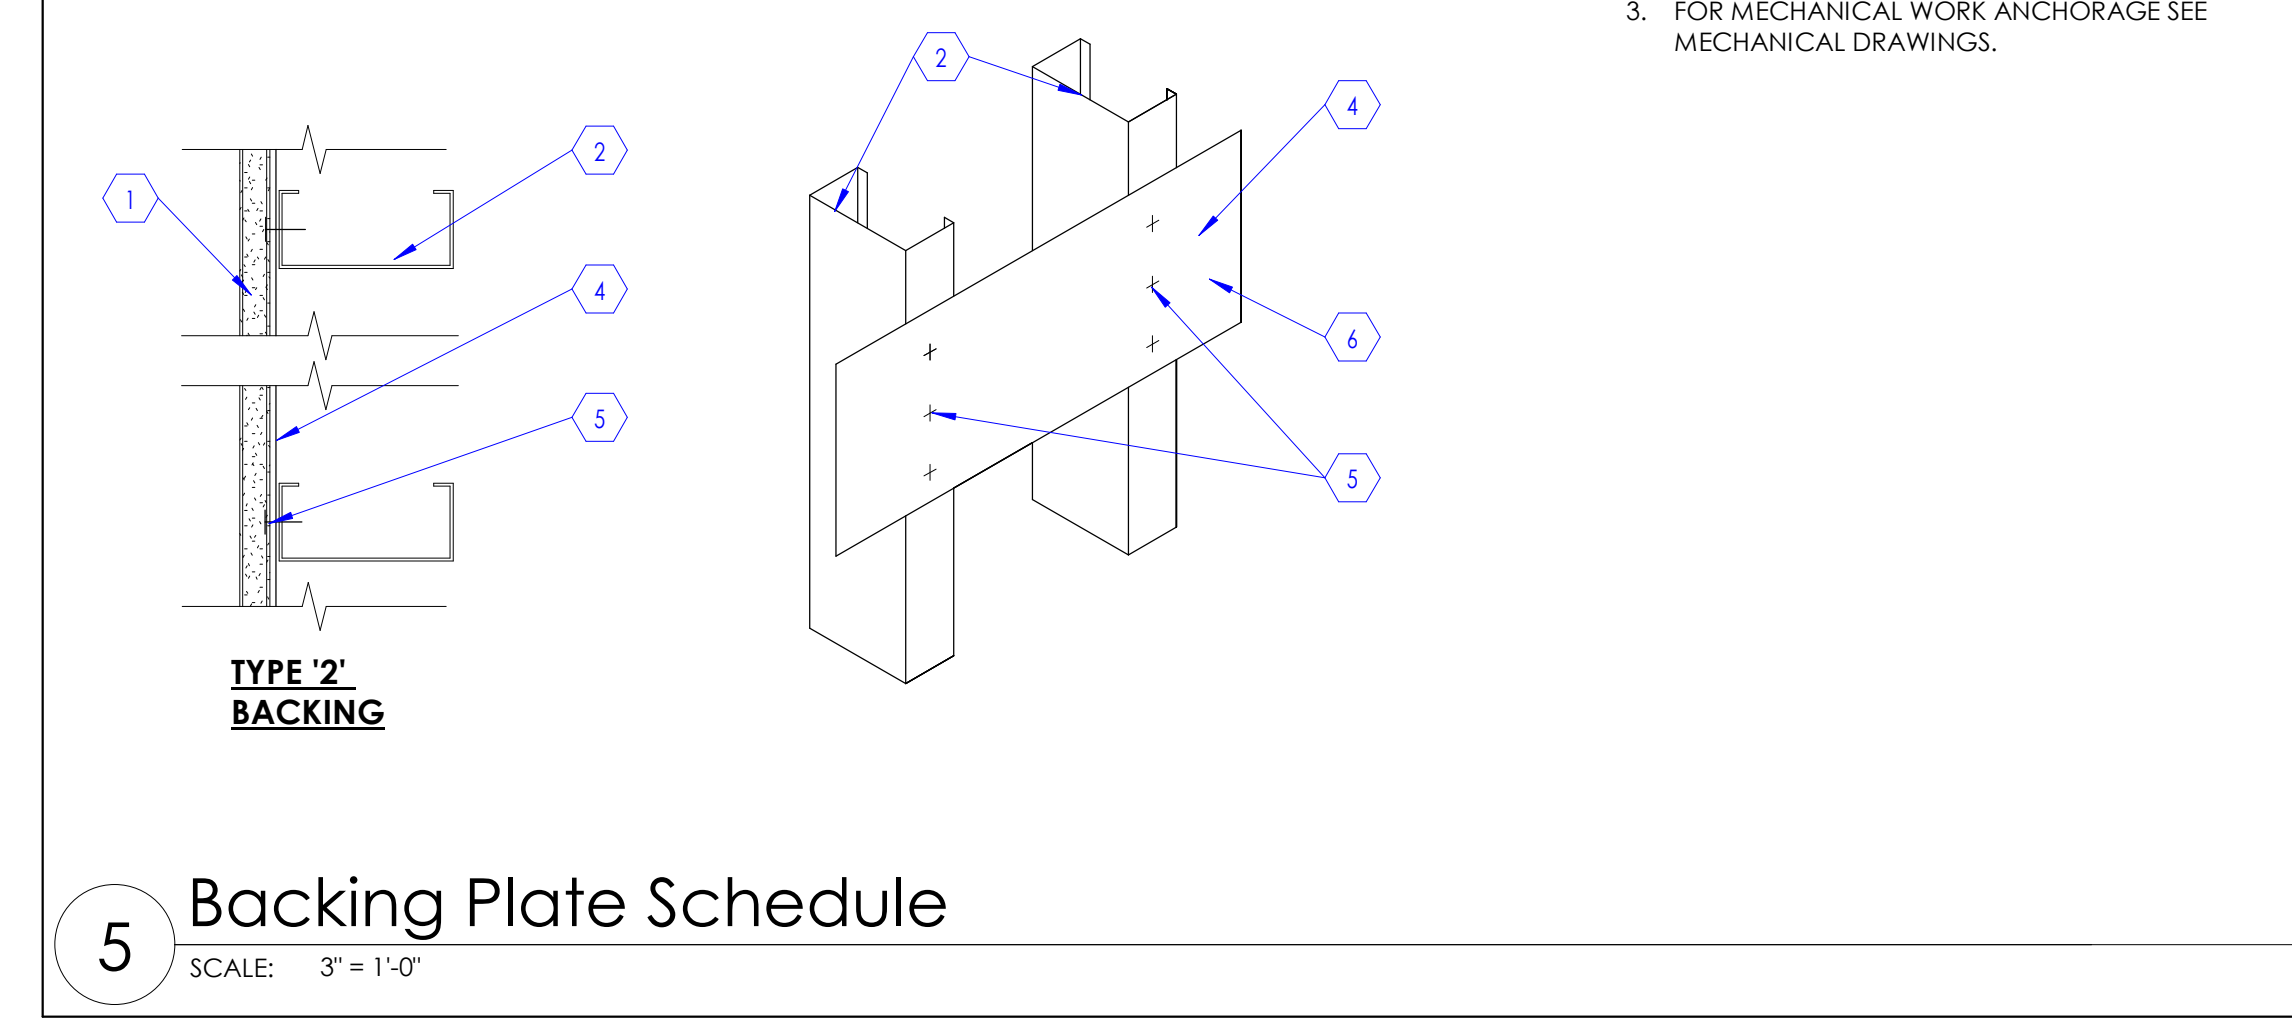 3. FOR MECHANICAL WORK ANCHORAGE SEE
MECHANICAL DRAWINGS.
2
4
2
1
4
6
5
5
TYPE '2'
BACKING
5
Backing Plate Schedule
SCALE: 3" = 1'-0"